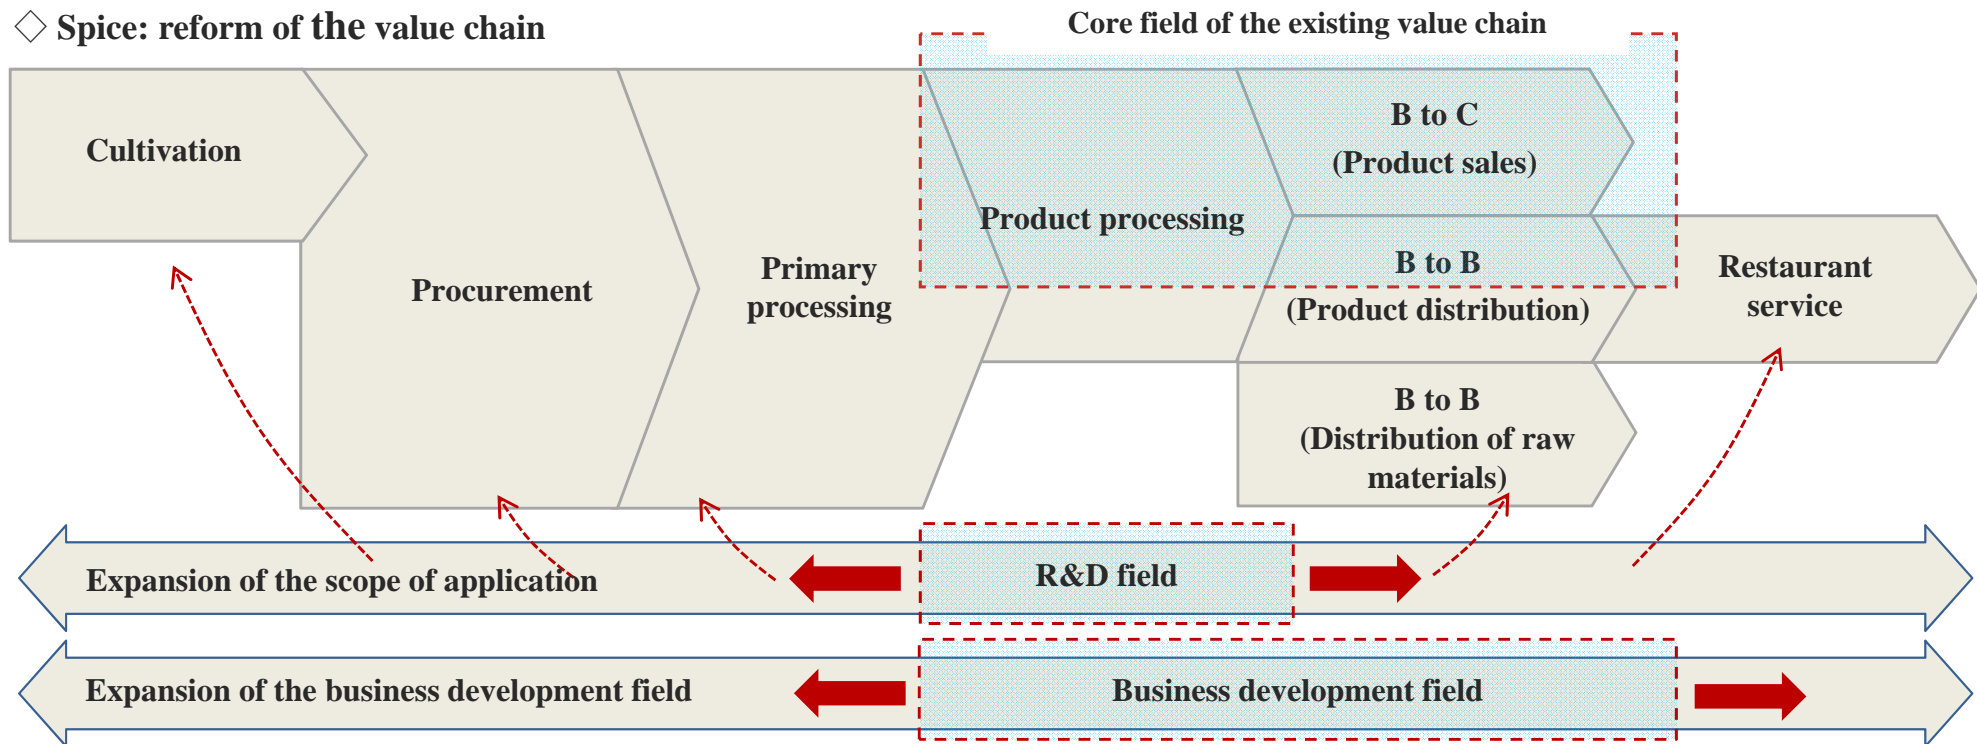 ◇ Spice: reform of the value chain
Core field of the existing value chain
Cultivation
Procurement
Primary
processing
Product processing
B to C
(Product sales)
B to B
(Product distribution)
B to B
(Distribution of raw
materials)
Restaurant
service
Expansion of the scope of application
R&D field
Expansion of the business development field
Business development field